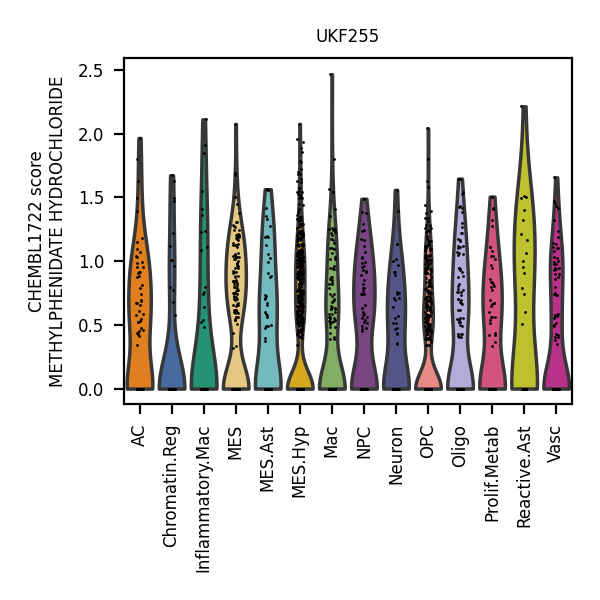 UKF255
CHEMBL1722 score
METHYLPHENIDATE HYDROCHLORIDE
2.5
2.0
1.5
1.0
0.5
0.0
AC
Chromatin.Reg
Inflammatory.Mac
MES
MES.Ast
MES.Hyp
Mac
NPC
Neuron
OPC
Oligo
Prolif.Metab
Reactive.Ast
Vasc